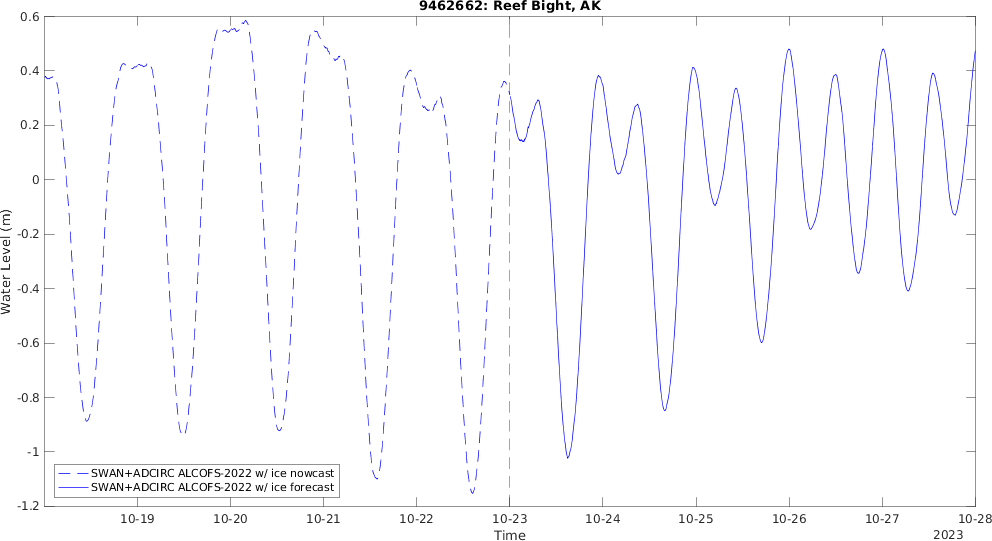 9462662: Reef Bight, AK
0.6
0.4
0.2
0
-0.2
-0.4
-0.6
-0.8
-1
-1.2
Water Level (m)
SWAN+ADCIRC ALCOFS-2022 w/ ice nowcast
SWAN+ADCIRC ALCOFS-2022 w/ ice forecast
10-19 10-20 10-21 10-22 10-23 10-24 10-25 10-26 10-27 10-28
Time
2023